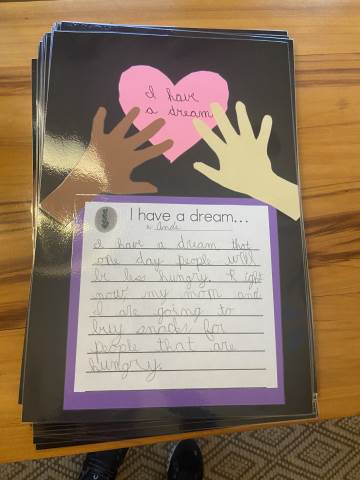 I have
a dream
I have a dream...
I have a dream that
one day people will
be less hungry. Right
now my mom and
I are going to
buy snacks for
people that are
hungry.